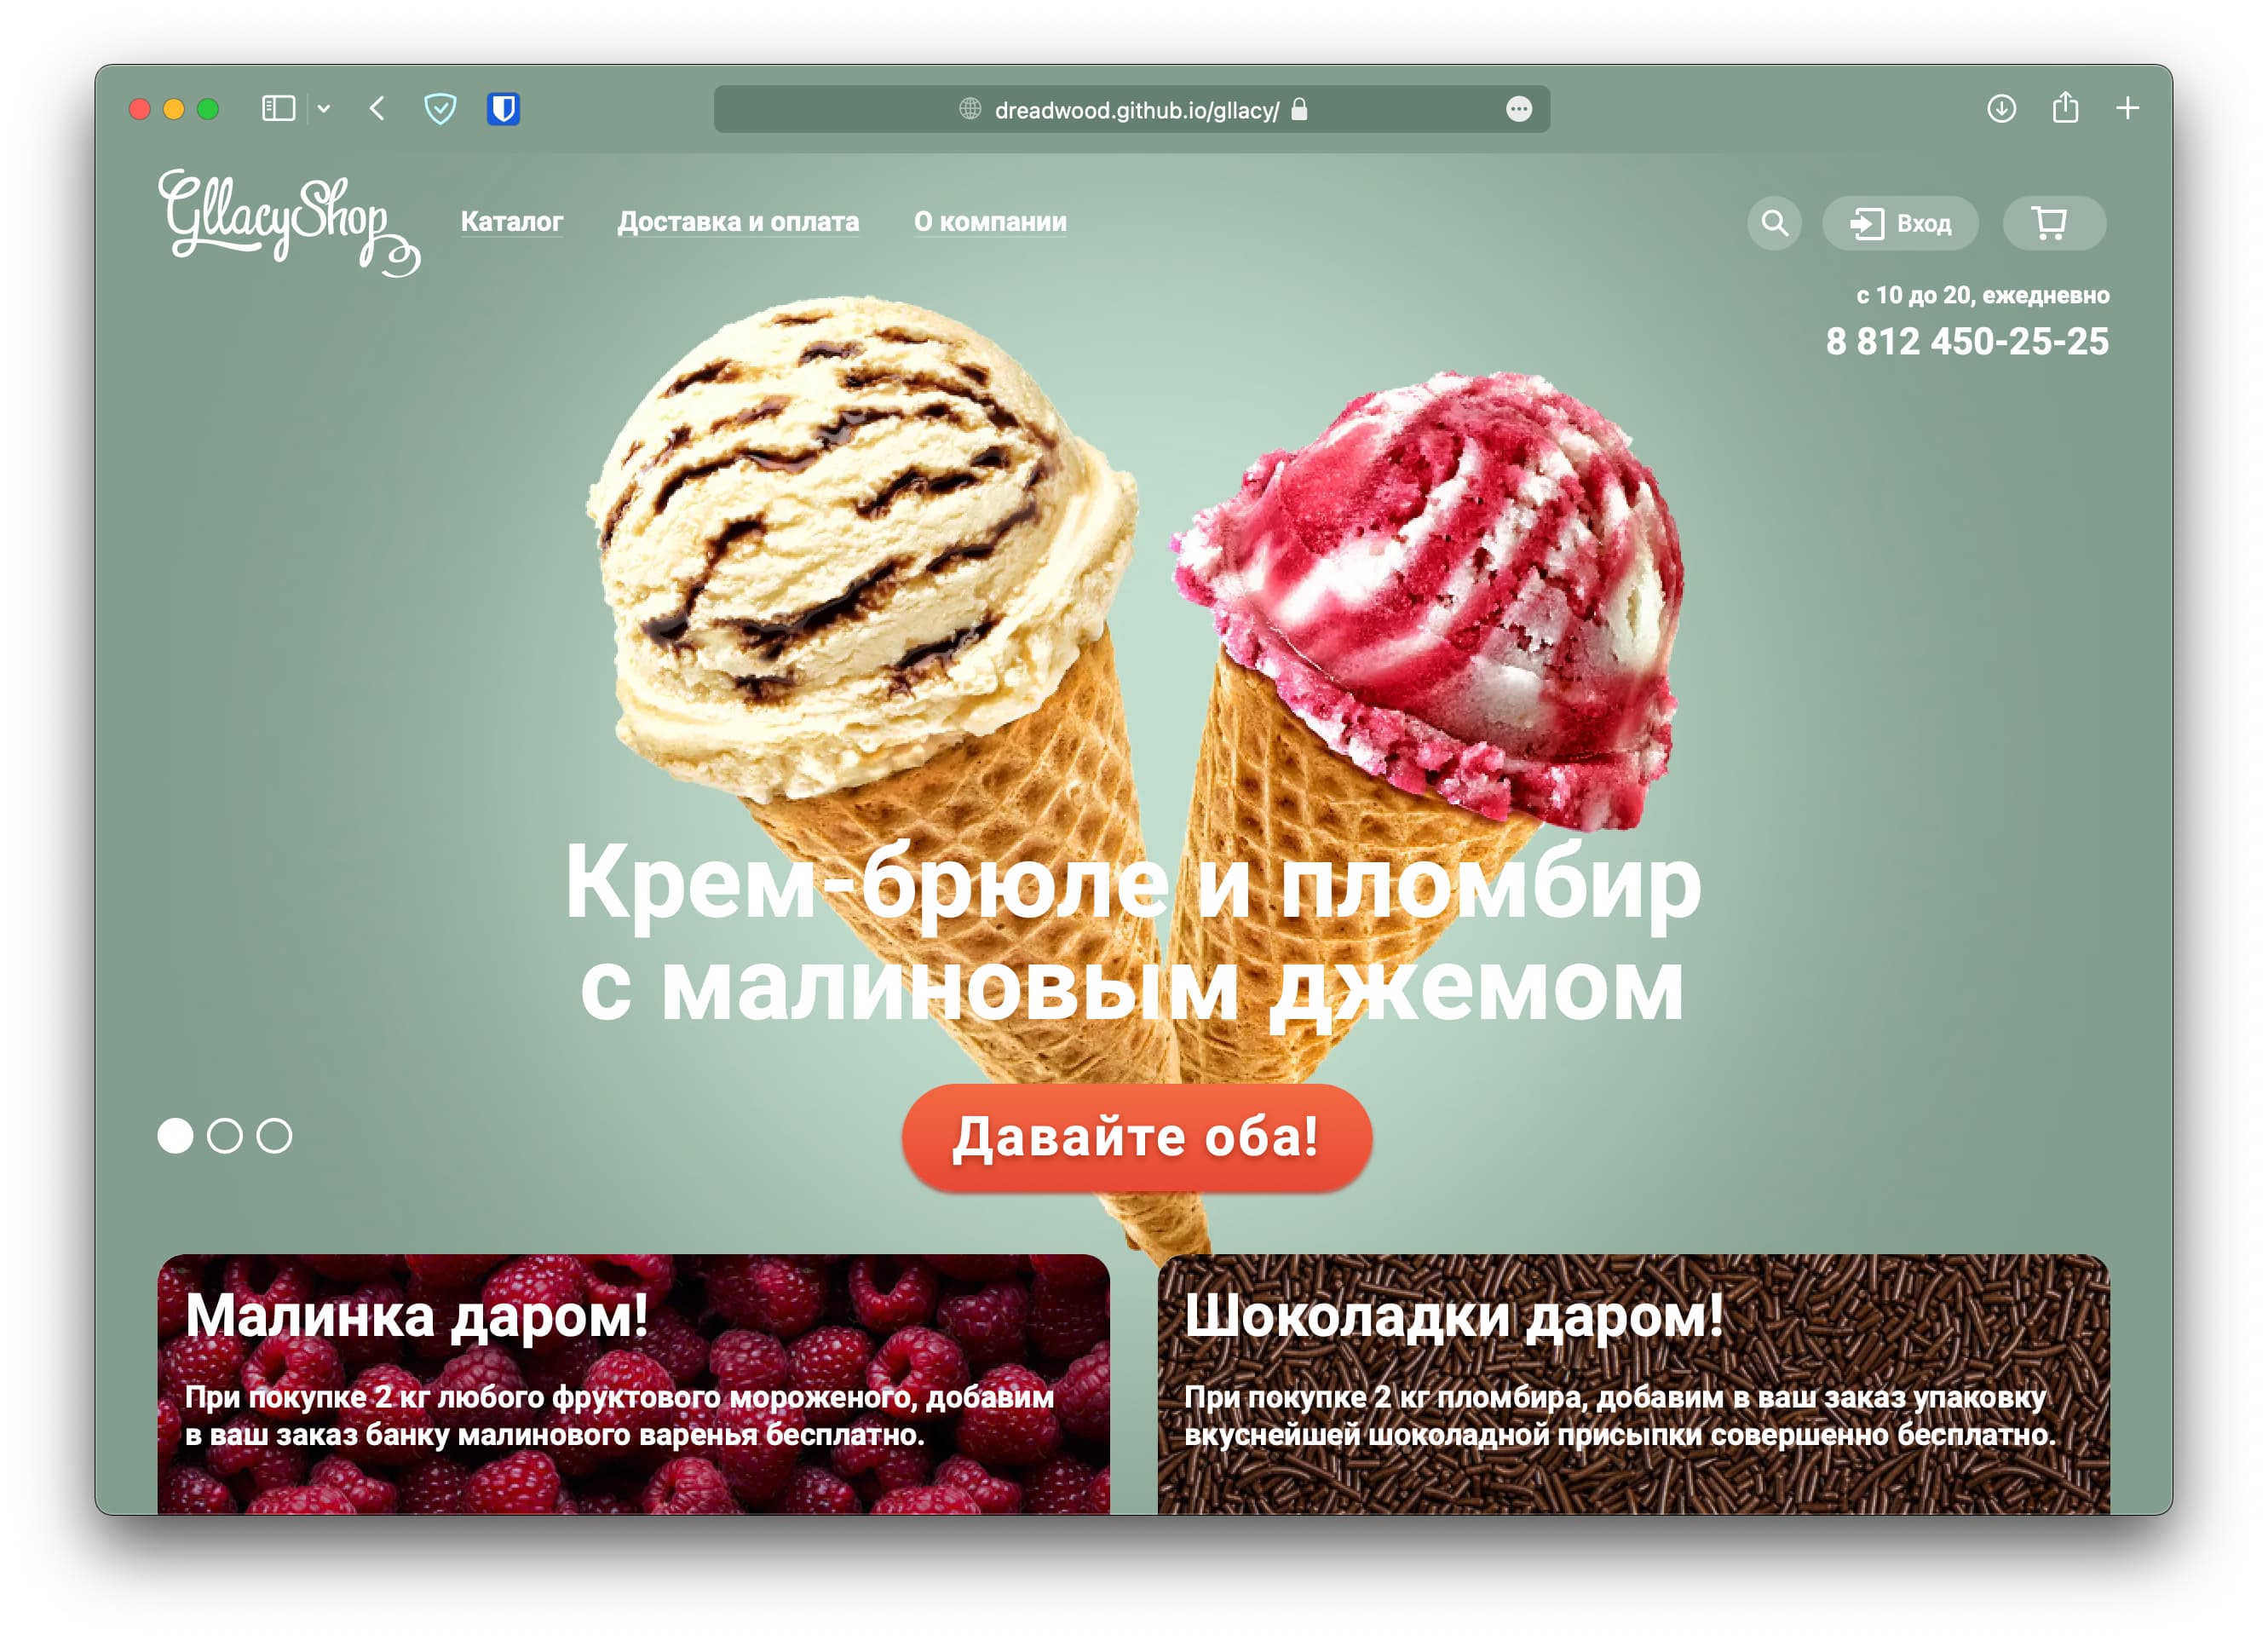 dreadwood.github.io/gllacy/
GllacyShop
Каталог
Доставка и оплата
О компании
Вход
с 10 до 20, ежедневно
8 812 450-25-25
Крем-брюле и пломбир
с малиновым джемом
Давайте оба!
Малинка даром!
При покупке 2 кг любого фруктового мороженого, добавим
в ваш заказ банку малинового варенья бесплатно.
Шоколадки даром!
При покупке 2 кг пломбира, добавим в ваш заказ упаковку
вкуснейшей шоколадной присыпки совершенно бесплатно.